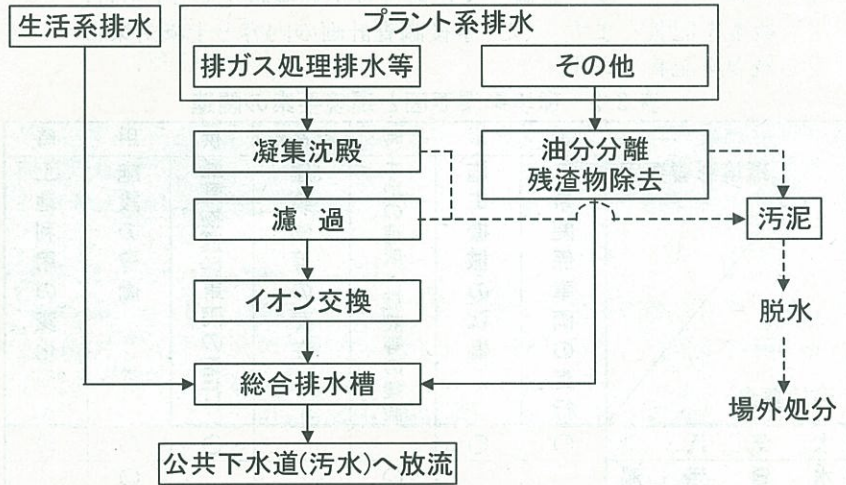 生活系排水
プラント系排水
排ガス処理排水等
その他
凝集沈殿
油分分離
残渣物除去
濾　過
汚泥
イオン交換
脱水
総合排水槽
場外処分
公共下水道(汚水)へ放流